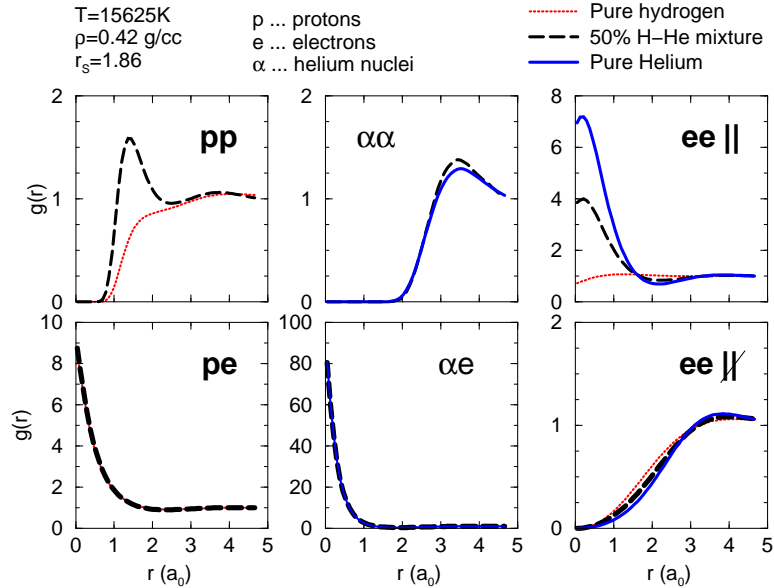 T=15625K
ρ=0.42 g/cc
r_S=1.86
p ... protons
e ... electrons
α ... helium nuclei
Pure hydrogen
50% H−He mixture
Pure Helium
pp
αα
ee ||
g(r)
2
1
0
2
1
0
8
6
4
2
0
pe
αe
ee ||
g(r)
10
8
6
4
2
0
100
80
60
40
20
0
2
1
0
0 1 2 3 4 5
0 1 2 3 4 5
0 1 2 3 4 5
r (a_0)
r (a_0)
r (a_0)